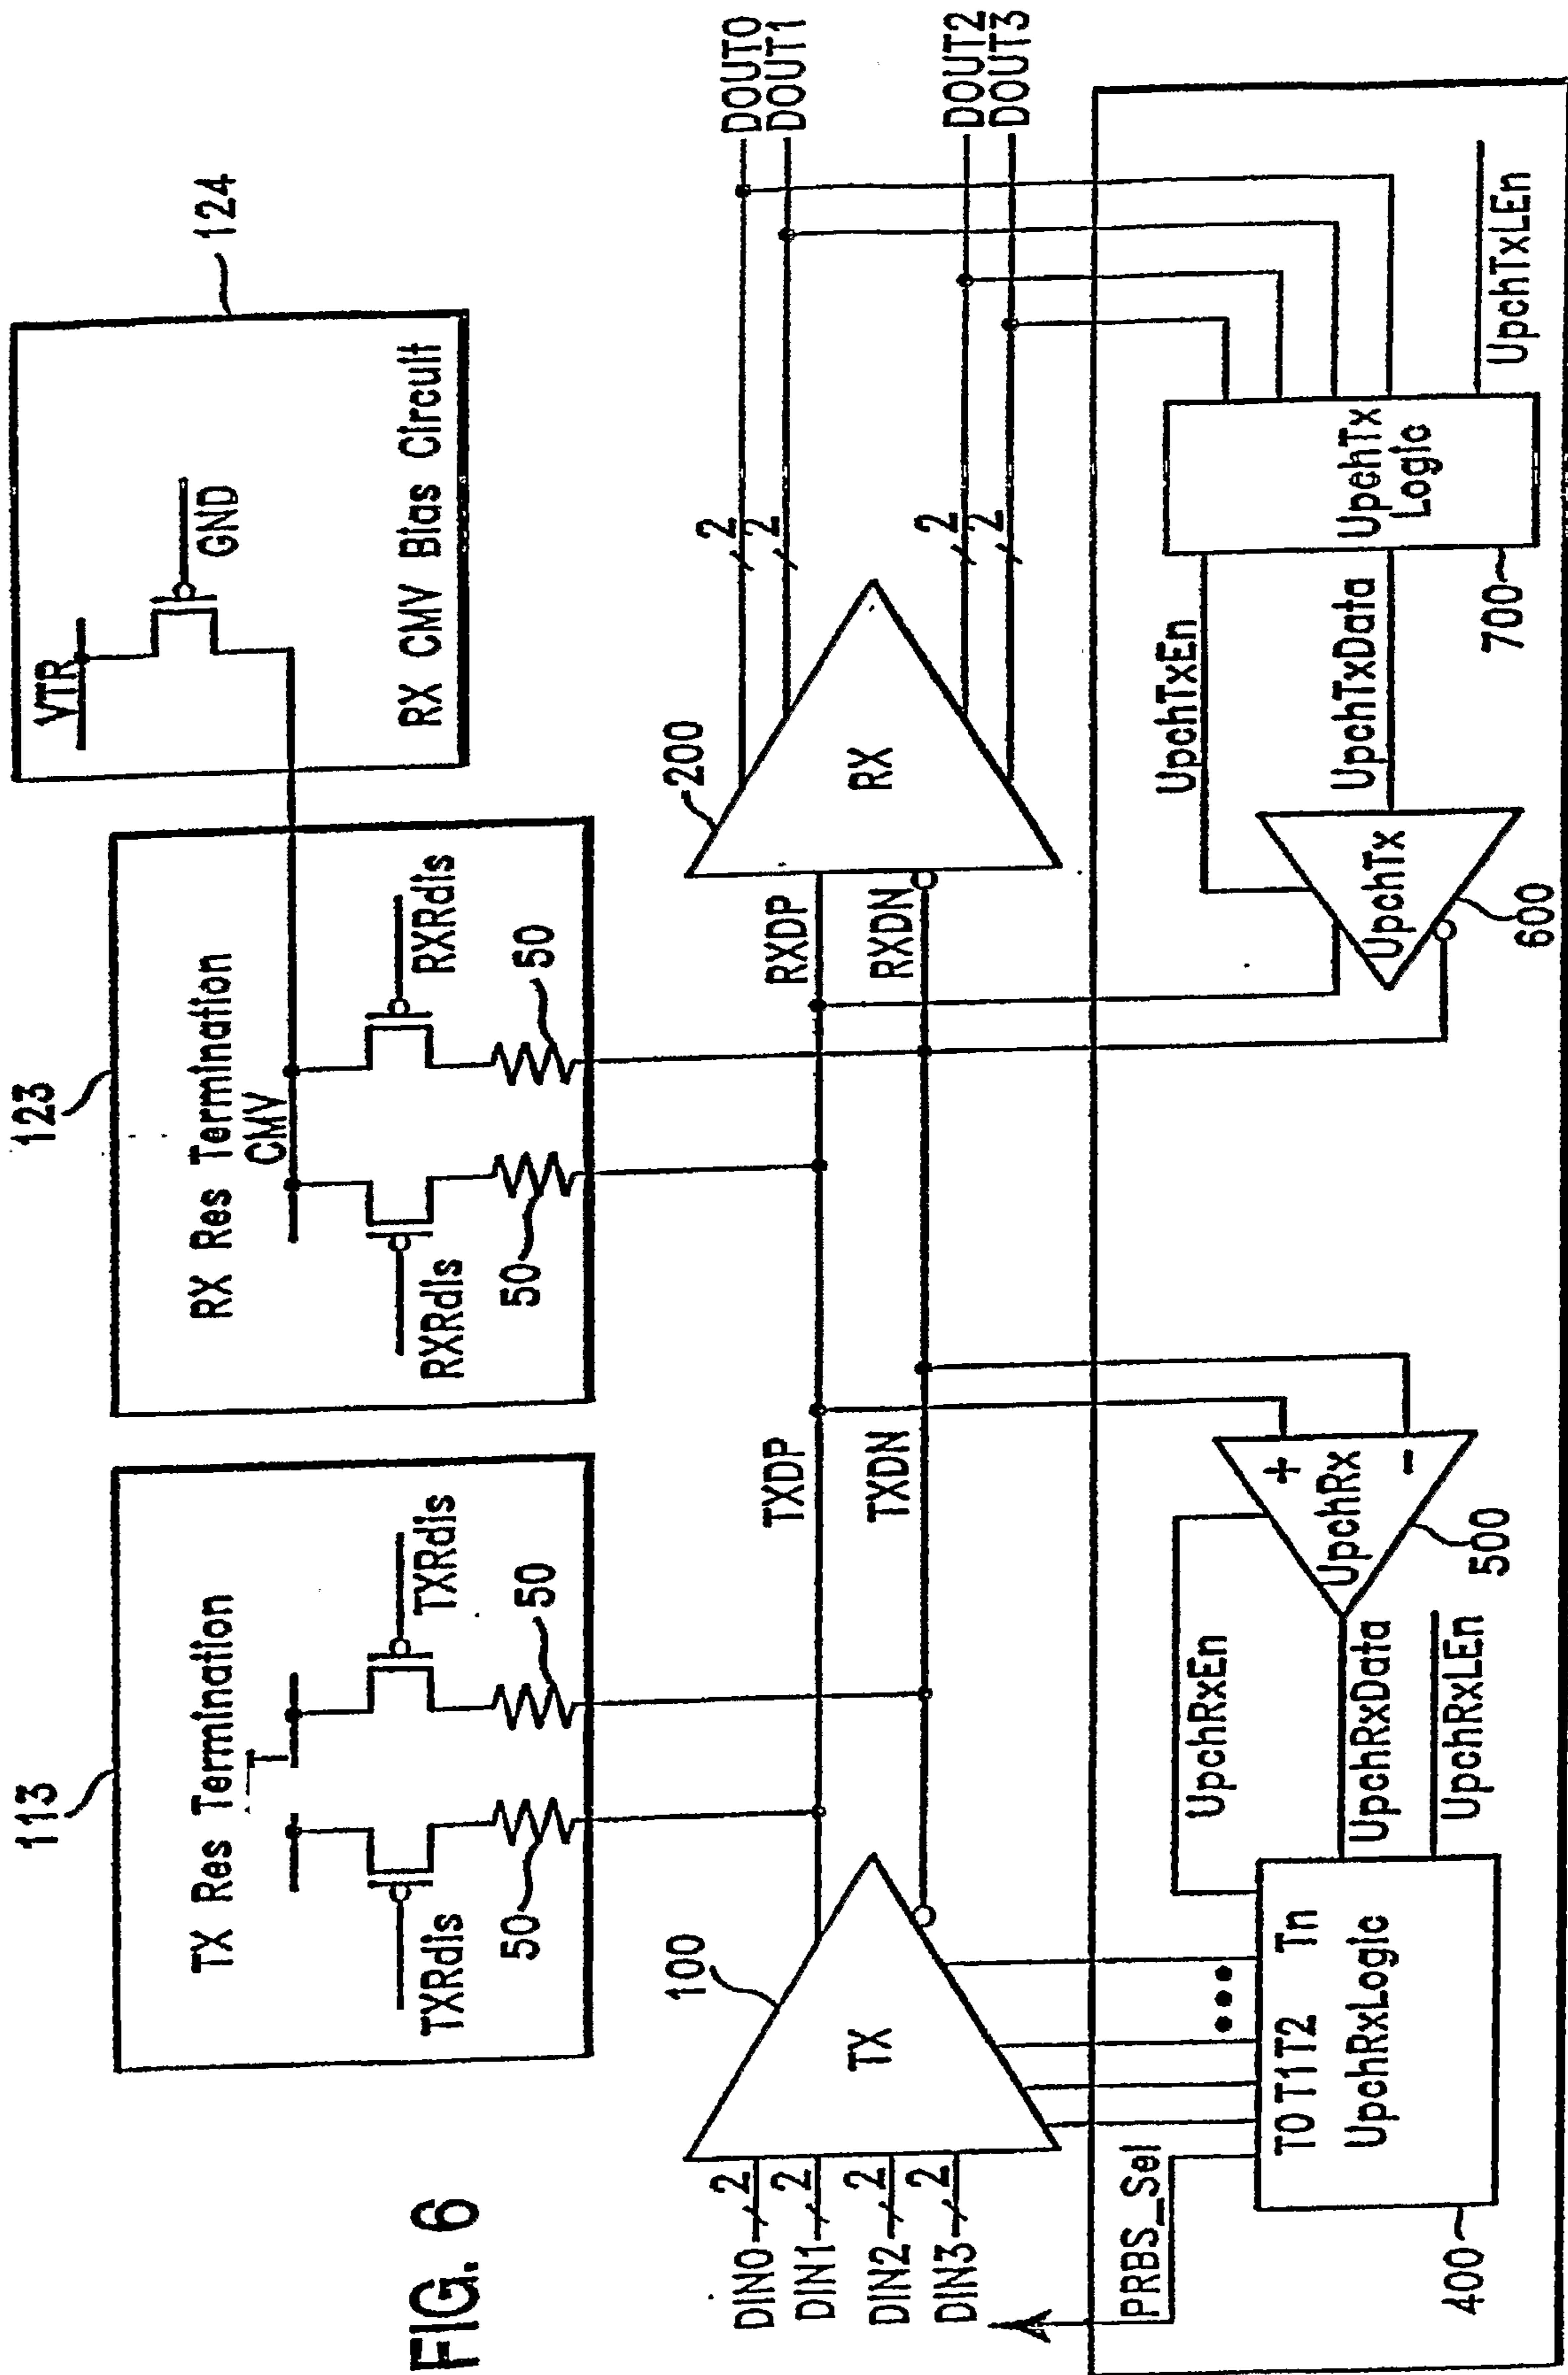 FIG. 6
113
TX Res Termination
T
TXRdis
TXRdis
50
50
123
RX Res Termination
CMV
RXRdis
RXRdis
50
50
124
VTR
GND
RX CMV Bias Circuit
DIN0
2
DIN1
2
DIN2
2
DIN3
2
100
TX
TXDP
TXDN
RXDP
RXDN
200
RX
2
2
2
2
DOUT0
DOUT1
DOUT2
DOUT3
PRBS_Sel
T0 T1 T2 Tn
UpchRxLogic
400
UpchRxEn
UpchRxData
UpchRxLEn
+
-
UpchRx
500
UpchTx
600
UpchTxEn
UpchTxData
UpchTx
Logic
700
UpchTxLEn